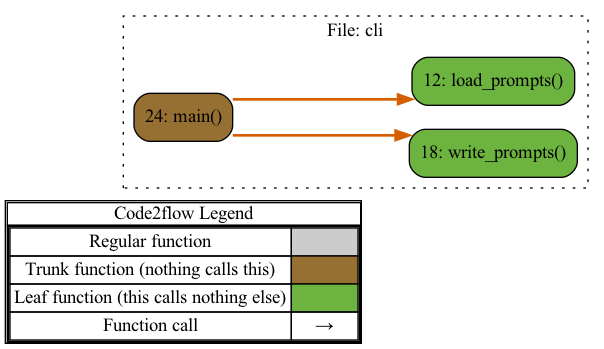 File: cli
12: load_prompts()
24: main()
18: write_prompts()
Code2flow Legend
Regular function
Trunk function (nothing calls this)
Leaf function (this calls nothing else)
Function call →